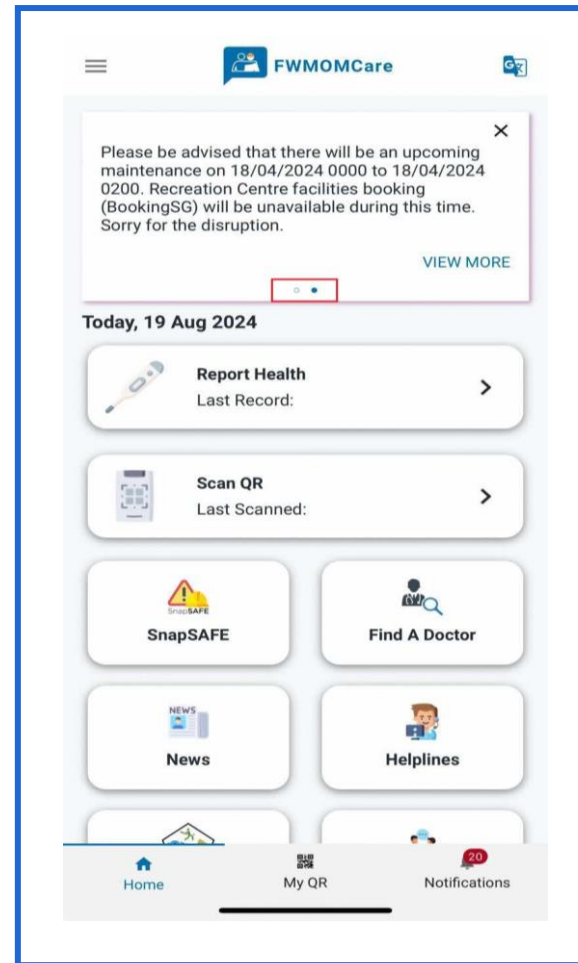 FWMOMCare
Please be advised that there will be an upcoming
maintenance on 18/04/2024 0000 to 18/04/2024
0200. Recreation Centre facilities booking
(BookingSG) will be unavailable during this time.
Sorry for the disruption.
VIEW MORE
Today, 19 Aug 2024
Report Health
Last Record:
Scan QR
Last Scanned:
SnapSAFE
SnapSAFE
Find A Doctor
NEWS
News
Helplines
20
Home
My QR
Notifications